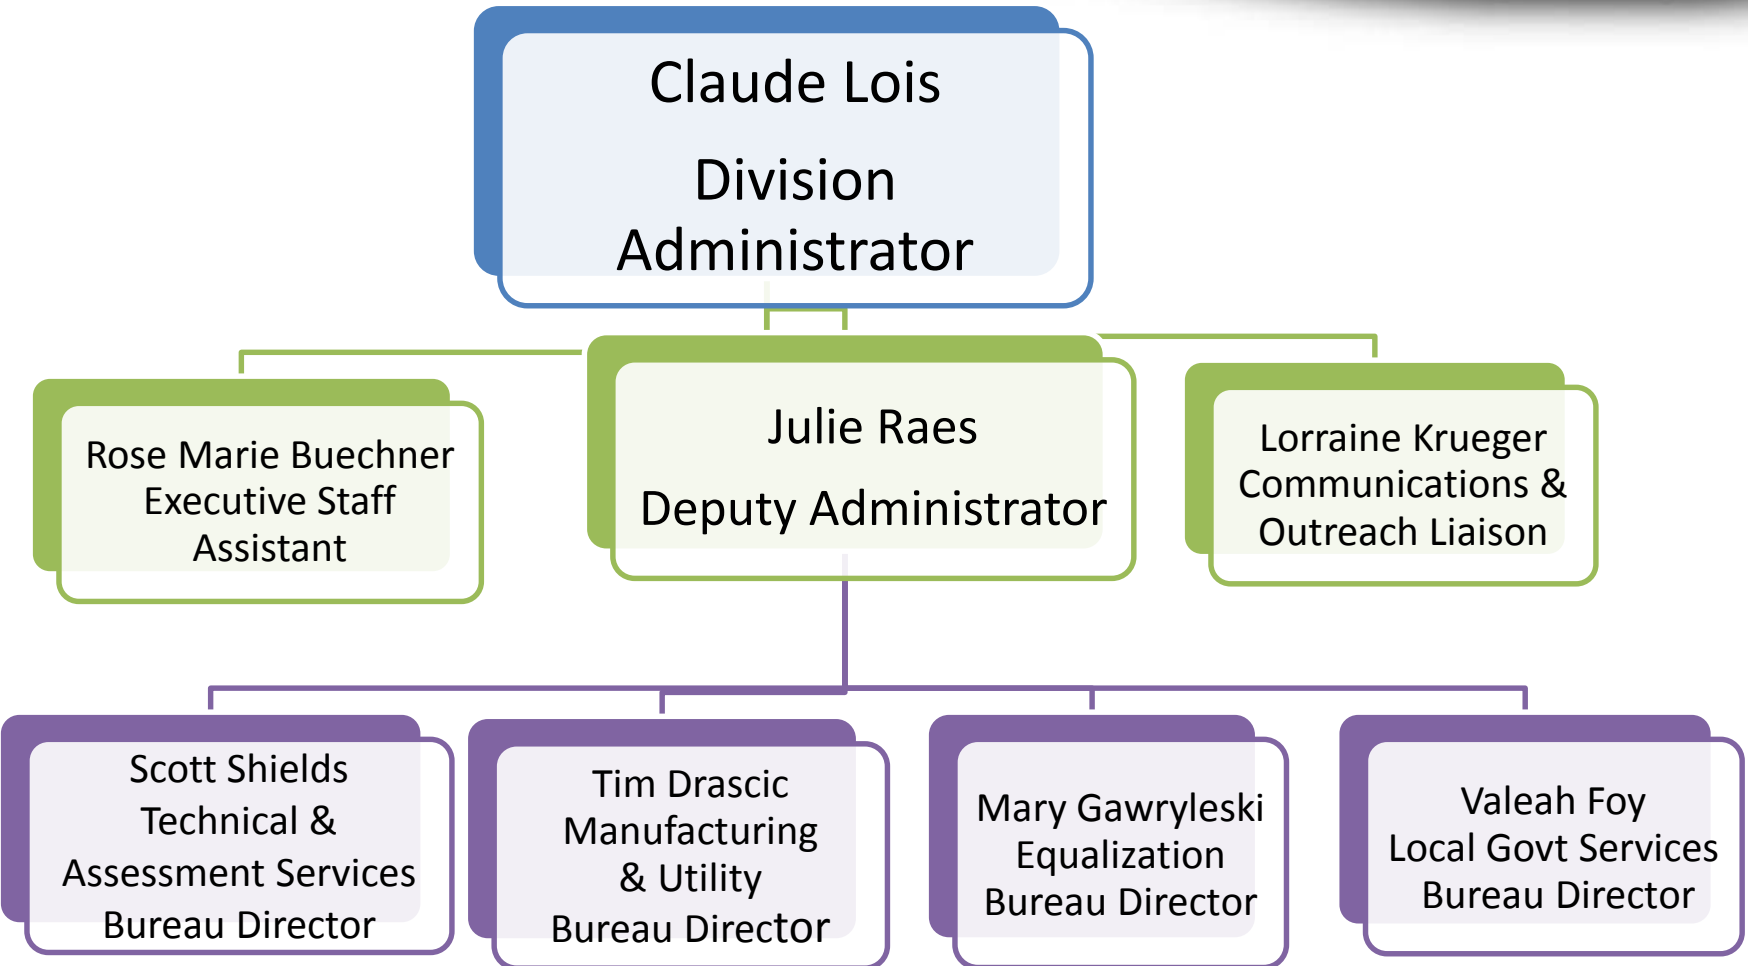 Claude Lois
Division
Administrator
Rose Marie Buechner
Executive Staff
Assistant
Julie Raes
Deputy Administrator
Lorraine Krueger
Communications &
Outreach Liaison
Scott Shields
Technical &
Assessment Services
Bureau Director
Tim Drascic
Manufacturing
& Utility
Bureau Director
Mary Gawryleski
Equalization
Bureau Director
Valeah Foy
Local Govt Services
Bureau Director